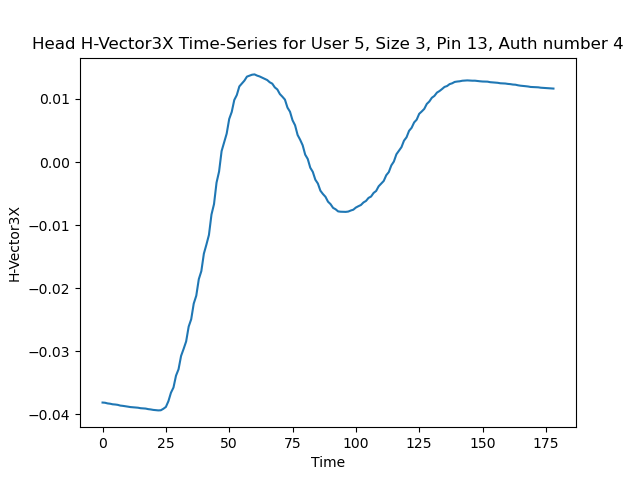 Head H-Vector3X Time-Series for User 5, Size 3, Pin 13, Auth number 4
0.01
0.00
−0.01
−0.02
−0.03
−0.04
H-Vector3X
0 25 50 75 100 125 150 175
Time